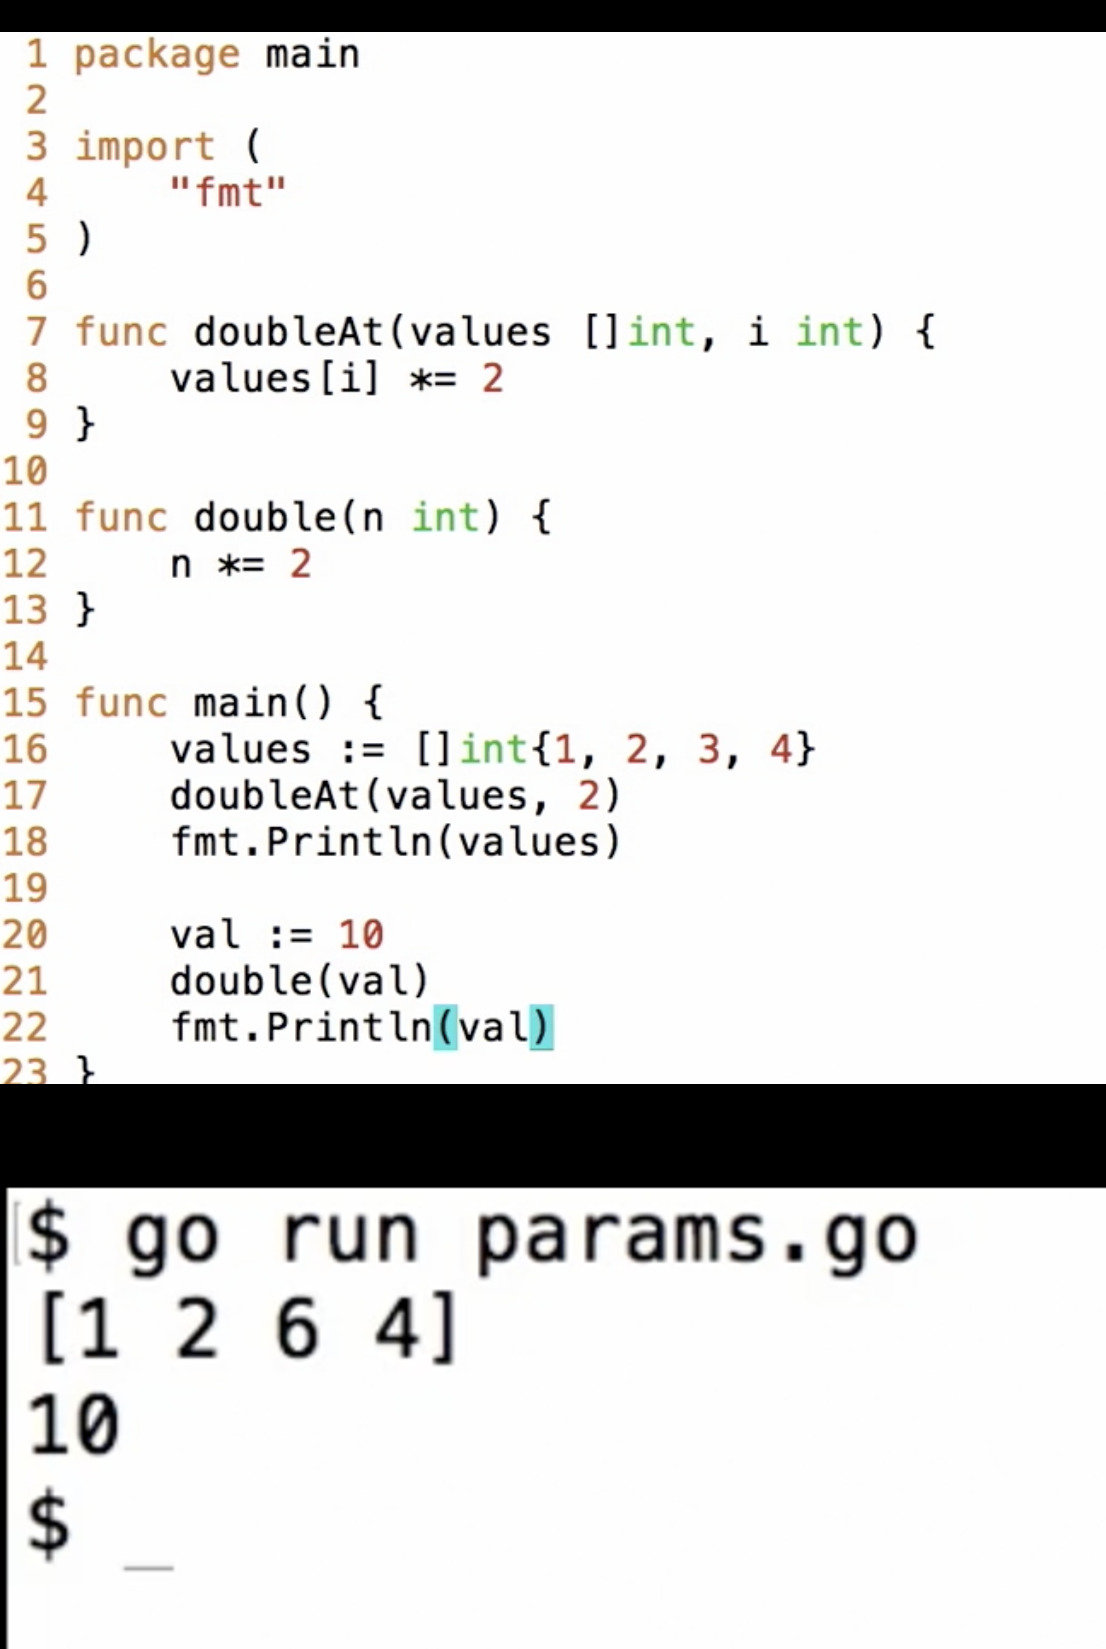 1 package main
2
3 import (
4     "fmt"
5 )
6
7 func doubleAt(values []int, i int) {
8     values[i] *= 2
9 }
10
11 func double(n int) {
12     n *= 2
13 }
14
15 func main() {
16     values := []int{1, 2, 3, 4}
17     doubleAt(values, 2)
18     fmt.Println(values)
19
20     val := 10
21     double(val)
22     fmt.Println(val)
23 }
$ go run params.go
[1 2 6 4]
10
$ _